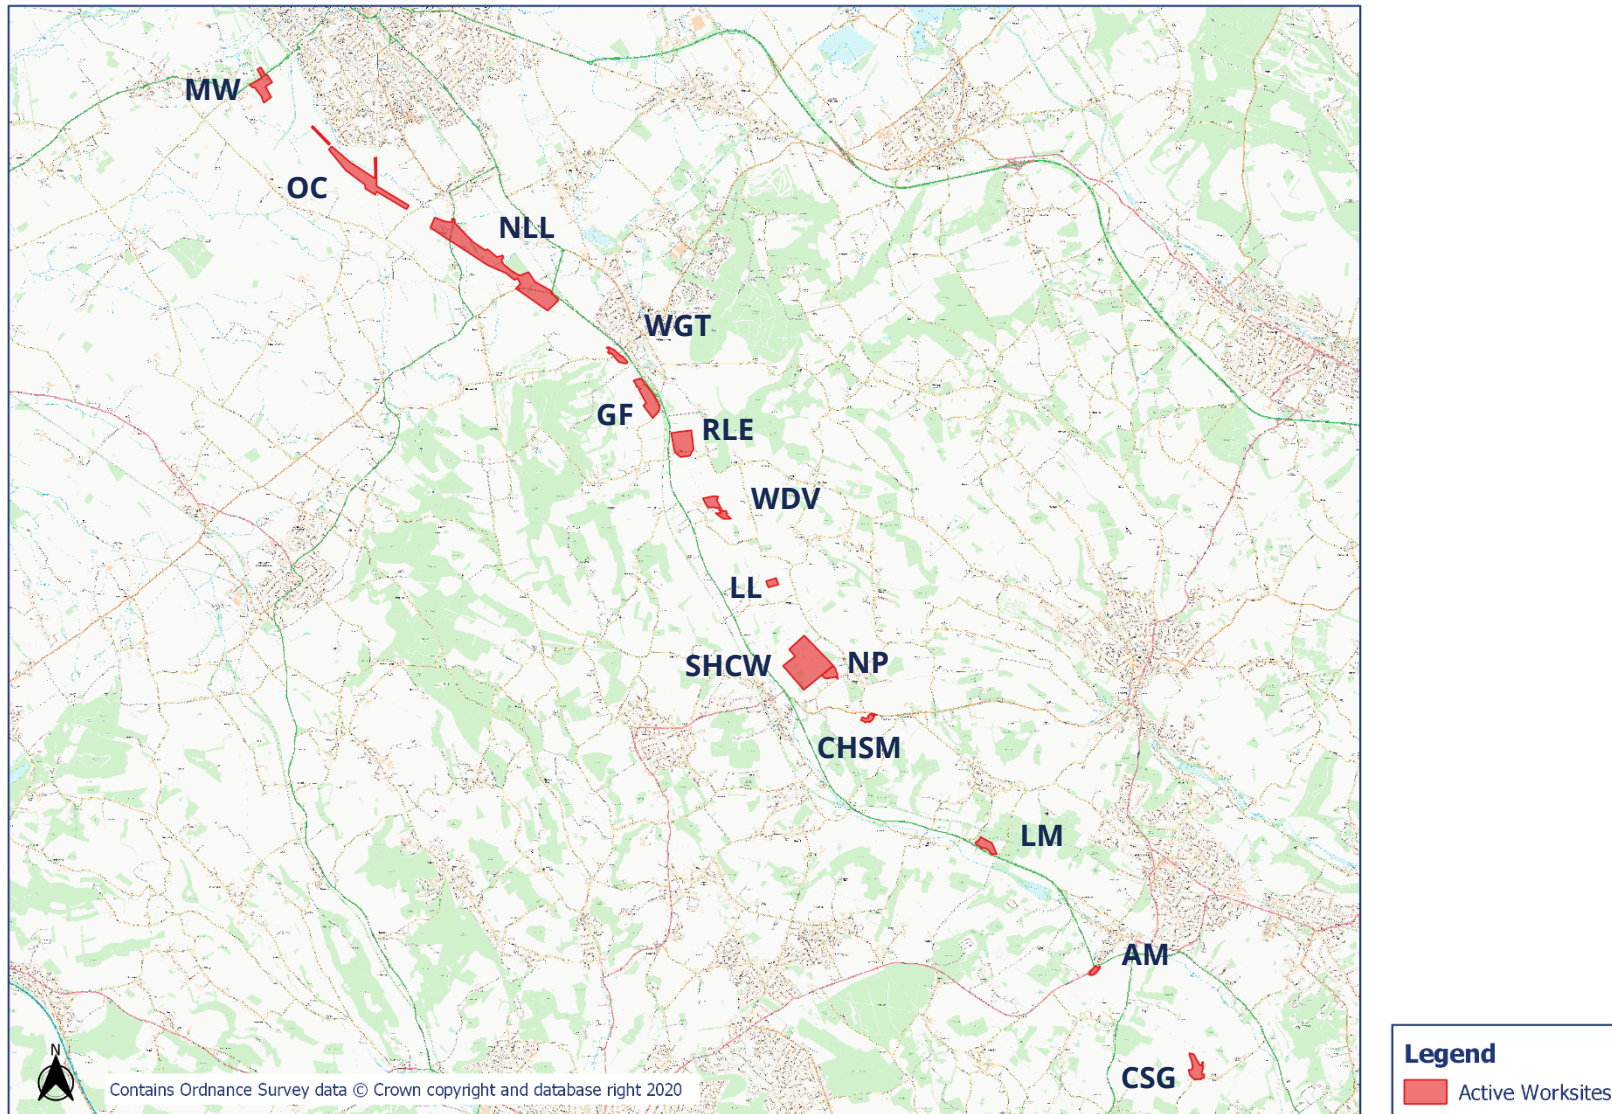 MW
OC
NLL
WGT
GF
RLE
WDV
LL
SHCW
NP
CHSM
LM
AM
CSG
N
Contains Ordnance Survey data © Crown copyright and database right 2020
Legend
Active Worksites